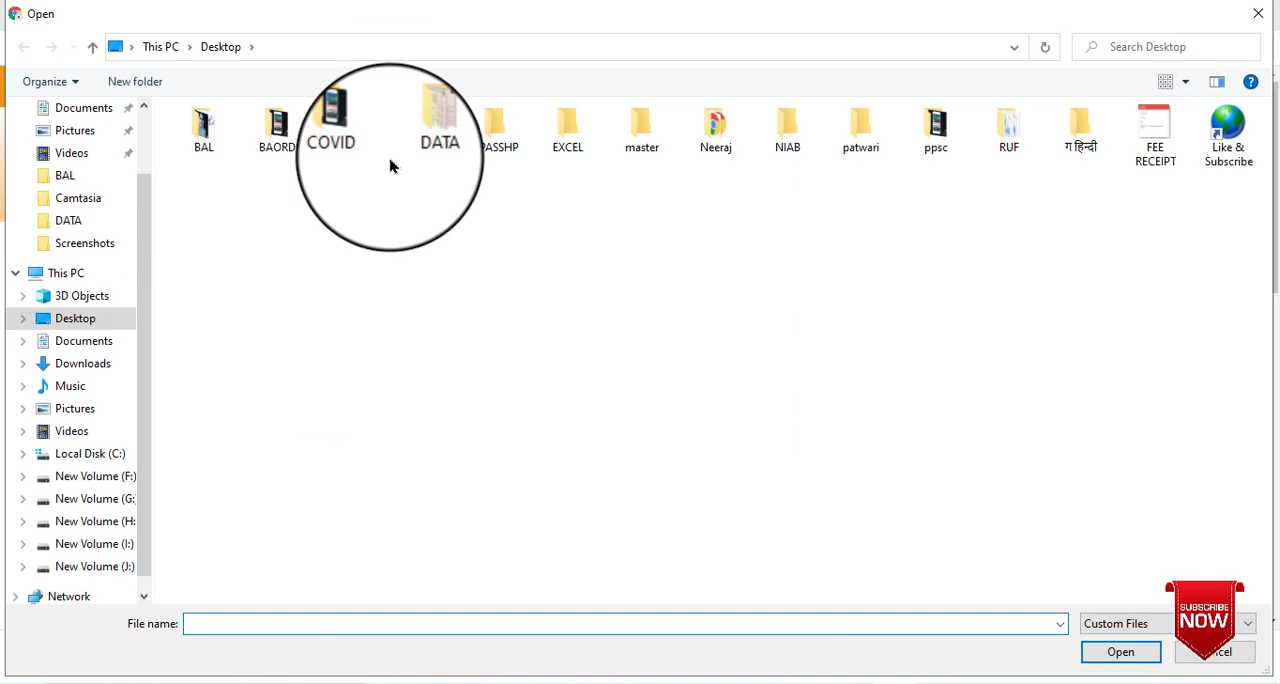 Open
This PC > Desktop >
Search Desktop
Organize
New folder
Documents
Pictures
Videos
BAL
Camtasia
DATA
Screenshots
This PC
3D Objects
Desktop
Documents
Downloads
Music
Pictures
Videos
Local Disk (C:)
New Volume (F:)
New Volume (G:
New Volume (H:
New Volume (I:)
New Volume (J:)
Network
BAL
BAORD
COVID
DATA
PASSHP
EXCEL
master
Neeraj
NIAB
patwari
ppsc
RUF
ग हिन्दी
FEE
RECEIPT
Like &
Subscribe
File name:
Custom Files
Open
SUBSCRIBE
NOW